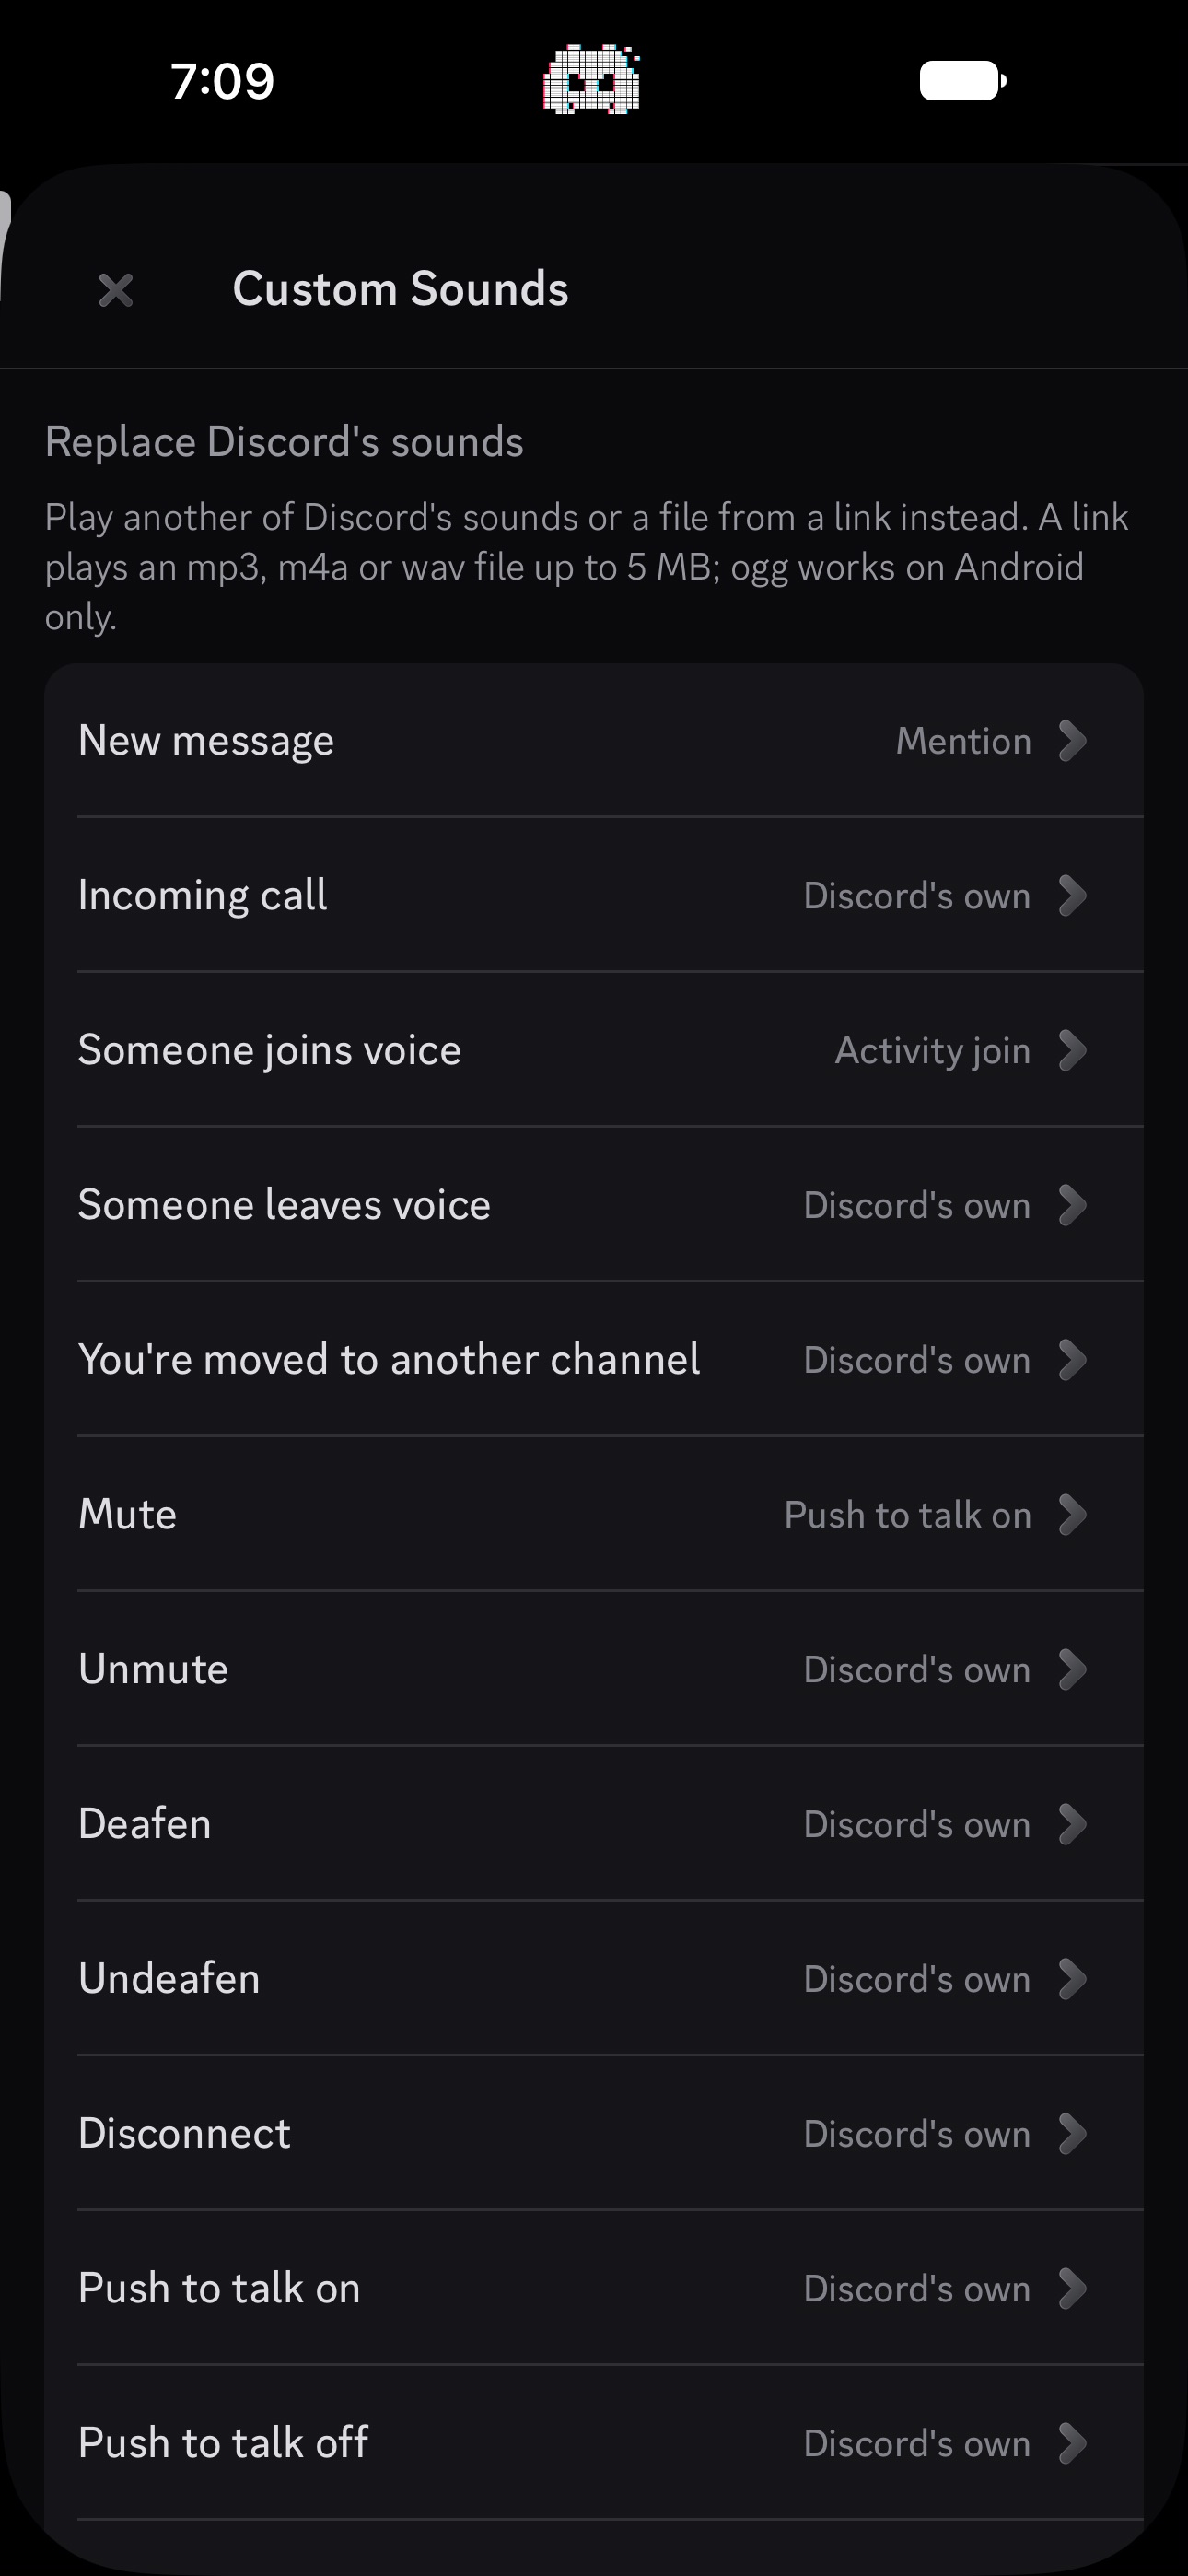 7:09
Custom Sounds
Replace Discord's sounds
Play another of Discord's sounds or a file from a link instead. A link
plays an mp3, m4a or wav file up to 5 MB; ogg works on Android
only.
New message Mention
Incoming call Discord's own
Someone joins voice Activity join
Someone leaves voice Discord's own
You're moved to another channel Discord's own
Mute Push to talk on
Unmute Discord's own
Deafen Discord's own
Undeafen Discord's own
Disconnect Discord's own
Push to talk on Discord's own
Push to talk off Discord's own